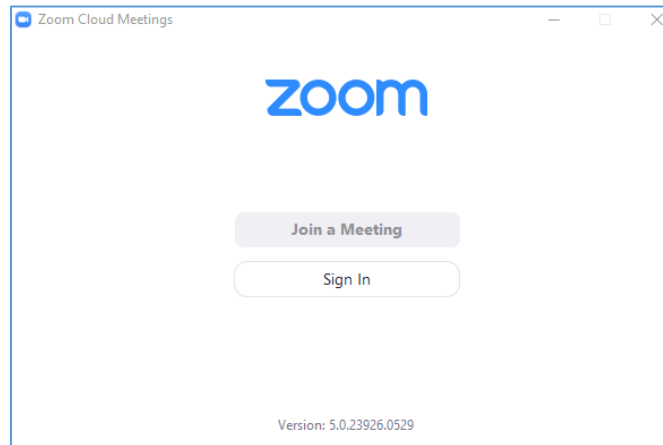 Zoom Cloud Meetings
zoom
Join a Meeting
Sign In
Version: 5.0.23926.0529